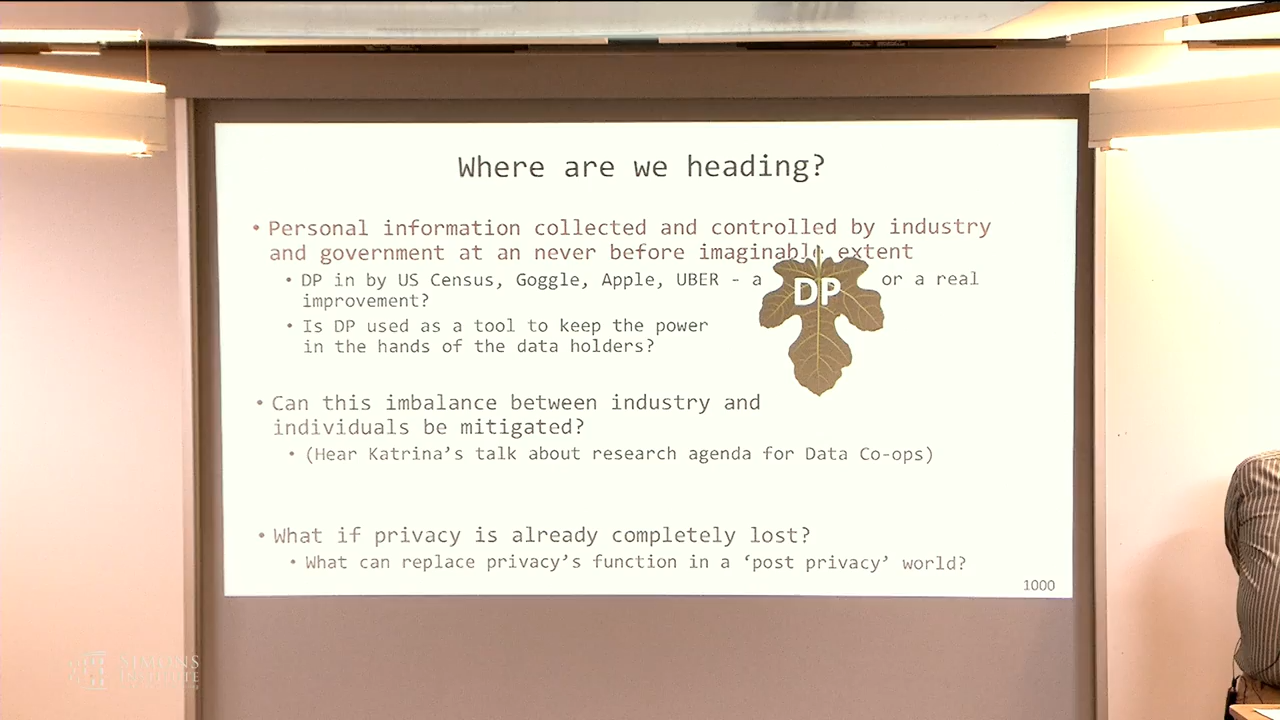 Where are we heading?
• Personal information collected and controlled by industry
and government at an never before imaginable extent
• DP in by US Census, Goggle, Apple, UBER - a DP or a real
improvement?
• Is DP used as a tool to keep the power
in the hands of the data holders?
• Can this imbalance between industry and
individuals be mitigated?
• (Hear Katrina's talk about research agenda for Data Co-ops)
• What if privacy is already completely lost?
• What can replace privacy's function in a ‘post privacy’ world?
1000
SIMONS
INSTITUTE